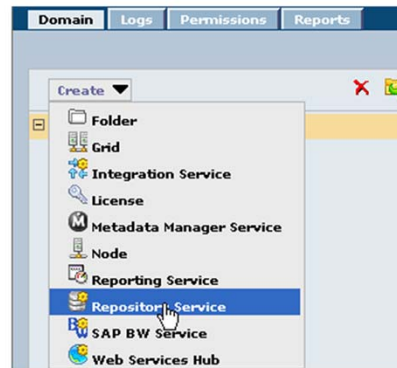 Domain Logs Permissions Reports
Create
Folder
Grid
Integration Service
License
Metadata Manager Service
Node
Reporting Service
Repository Service
SAP BW Service
Web Services Hub